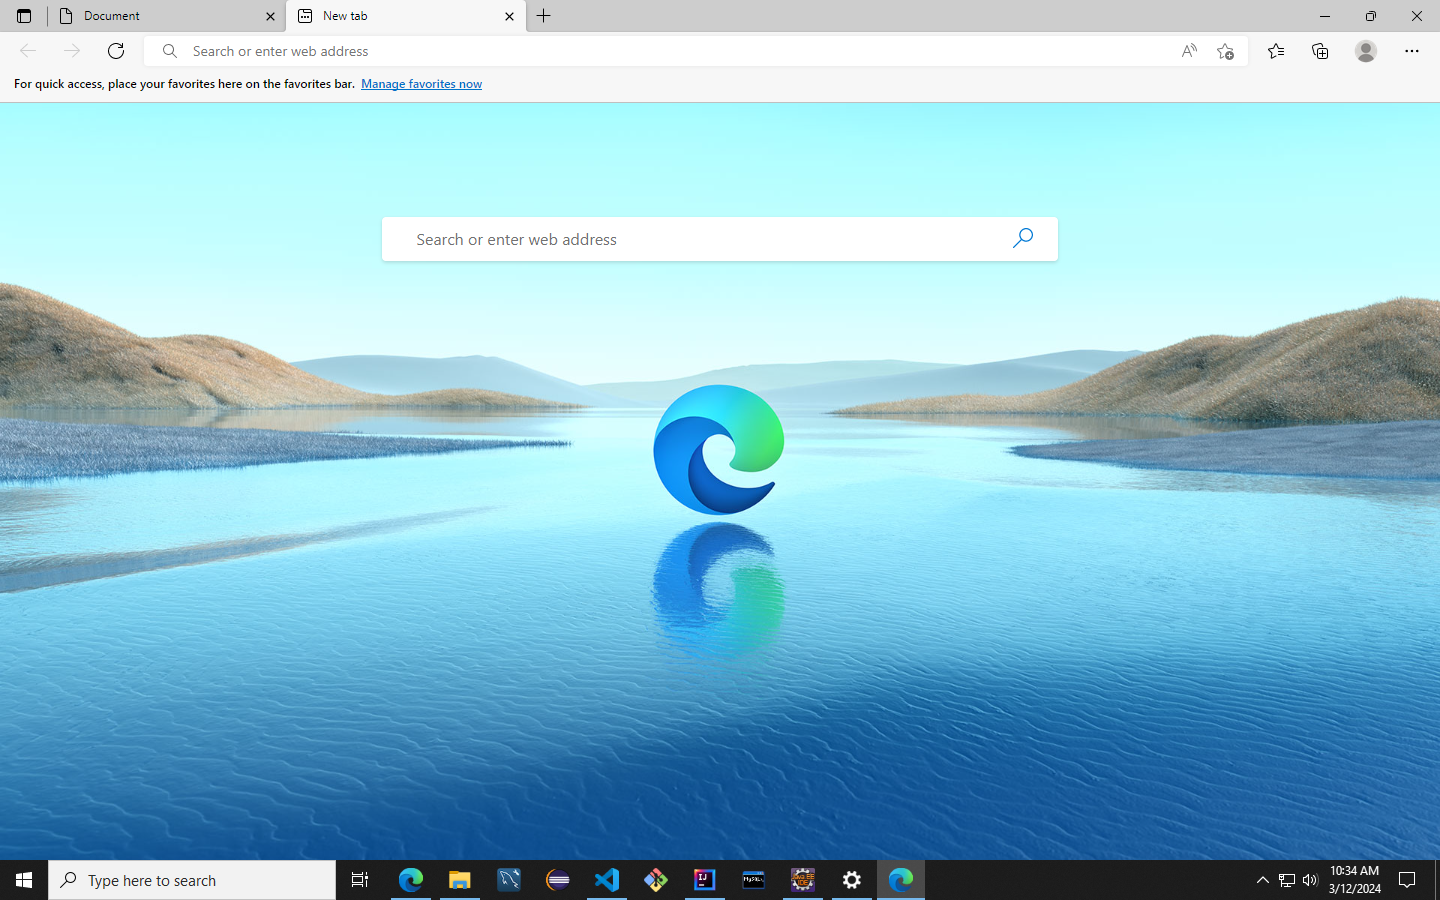 Document
New tab
Search or enter web address
For quick access, place your favorites here on the favorites bar. Manage favorites now
Search or enter web address
Type here to search
10:34 AM
3/12/2024